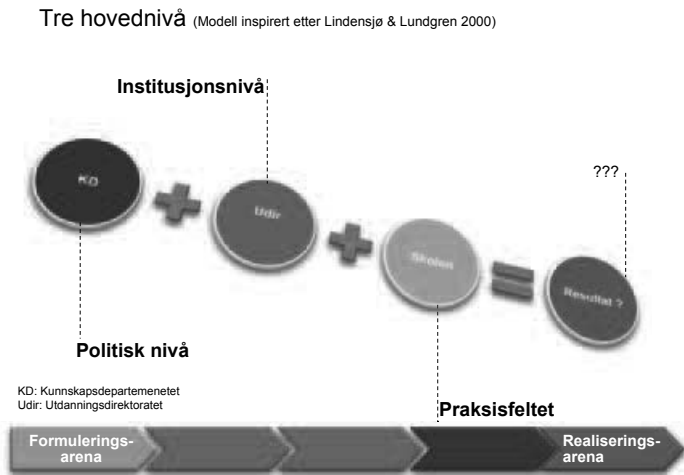 Tre hovednivå (Modell inspirert etter Lindensjø & Lundgren 2000)
Institusjonsnivå
???
KD
Udir
Skolen
Resultat ?
Politisk nivå
KD: Kunnskapsdepartemenetet
Udir: Utdanningsdirektoratet
Praksisfeltet
Formulerings-
arena
Realiserings-
arena